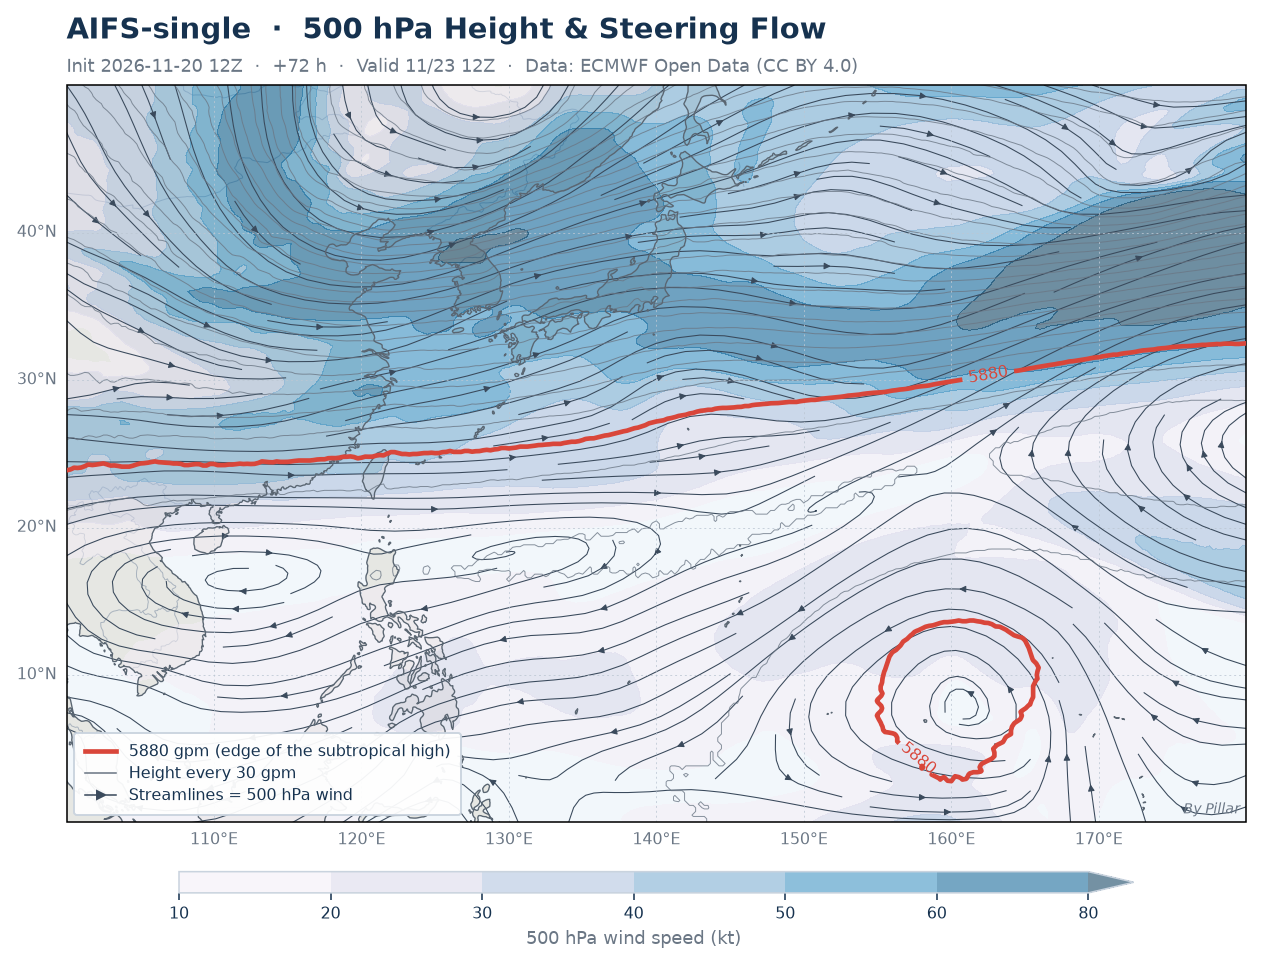 AIFS-single · 500 hPa Height & Steering Flow
Init 2026-11-20 12Z · +72 h · Valid 11/23 12Z · Data: ECMWF Open Data (CC BY 4.0)
40°N
30°N
20°N
10°N
5880
5880
5880 gpm (edge of the subtropical high)
Height every 30 gpm
Streamlines = 500 hPa wind
By Pillar
110°E 120°E 130°E 140°E 150°E 160°E 170°E
10 20 30 40 50 60 80
500 hPa wind speed (kt)